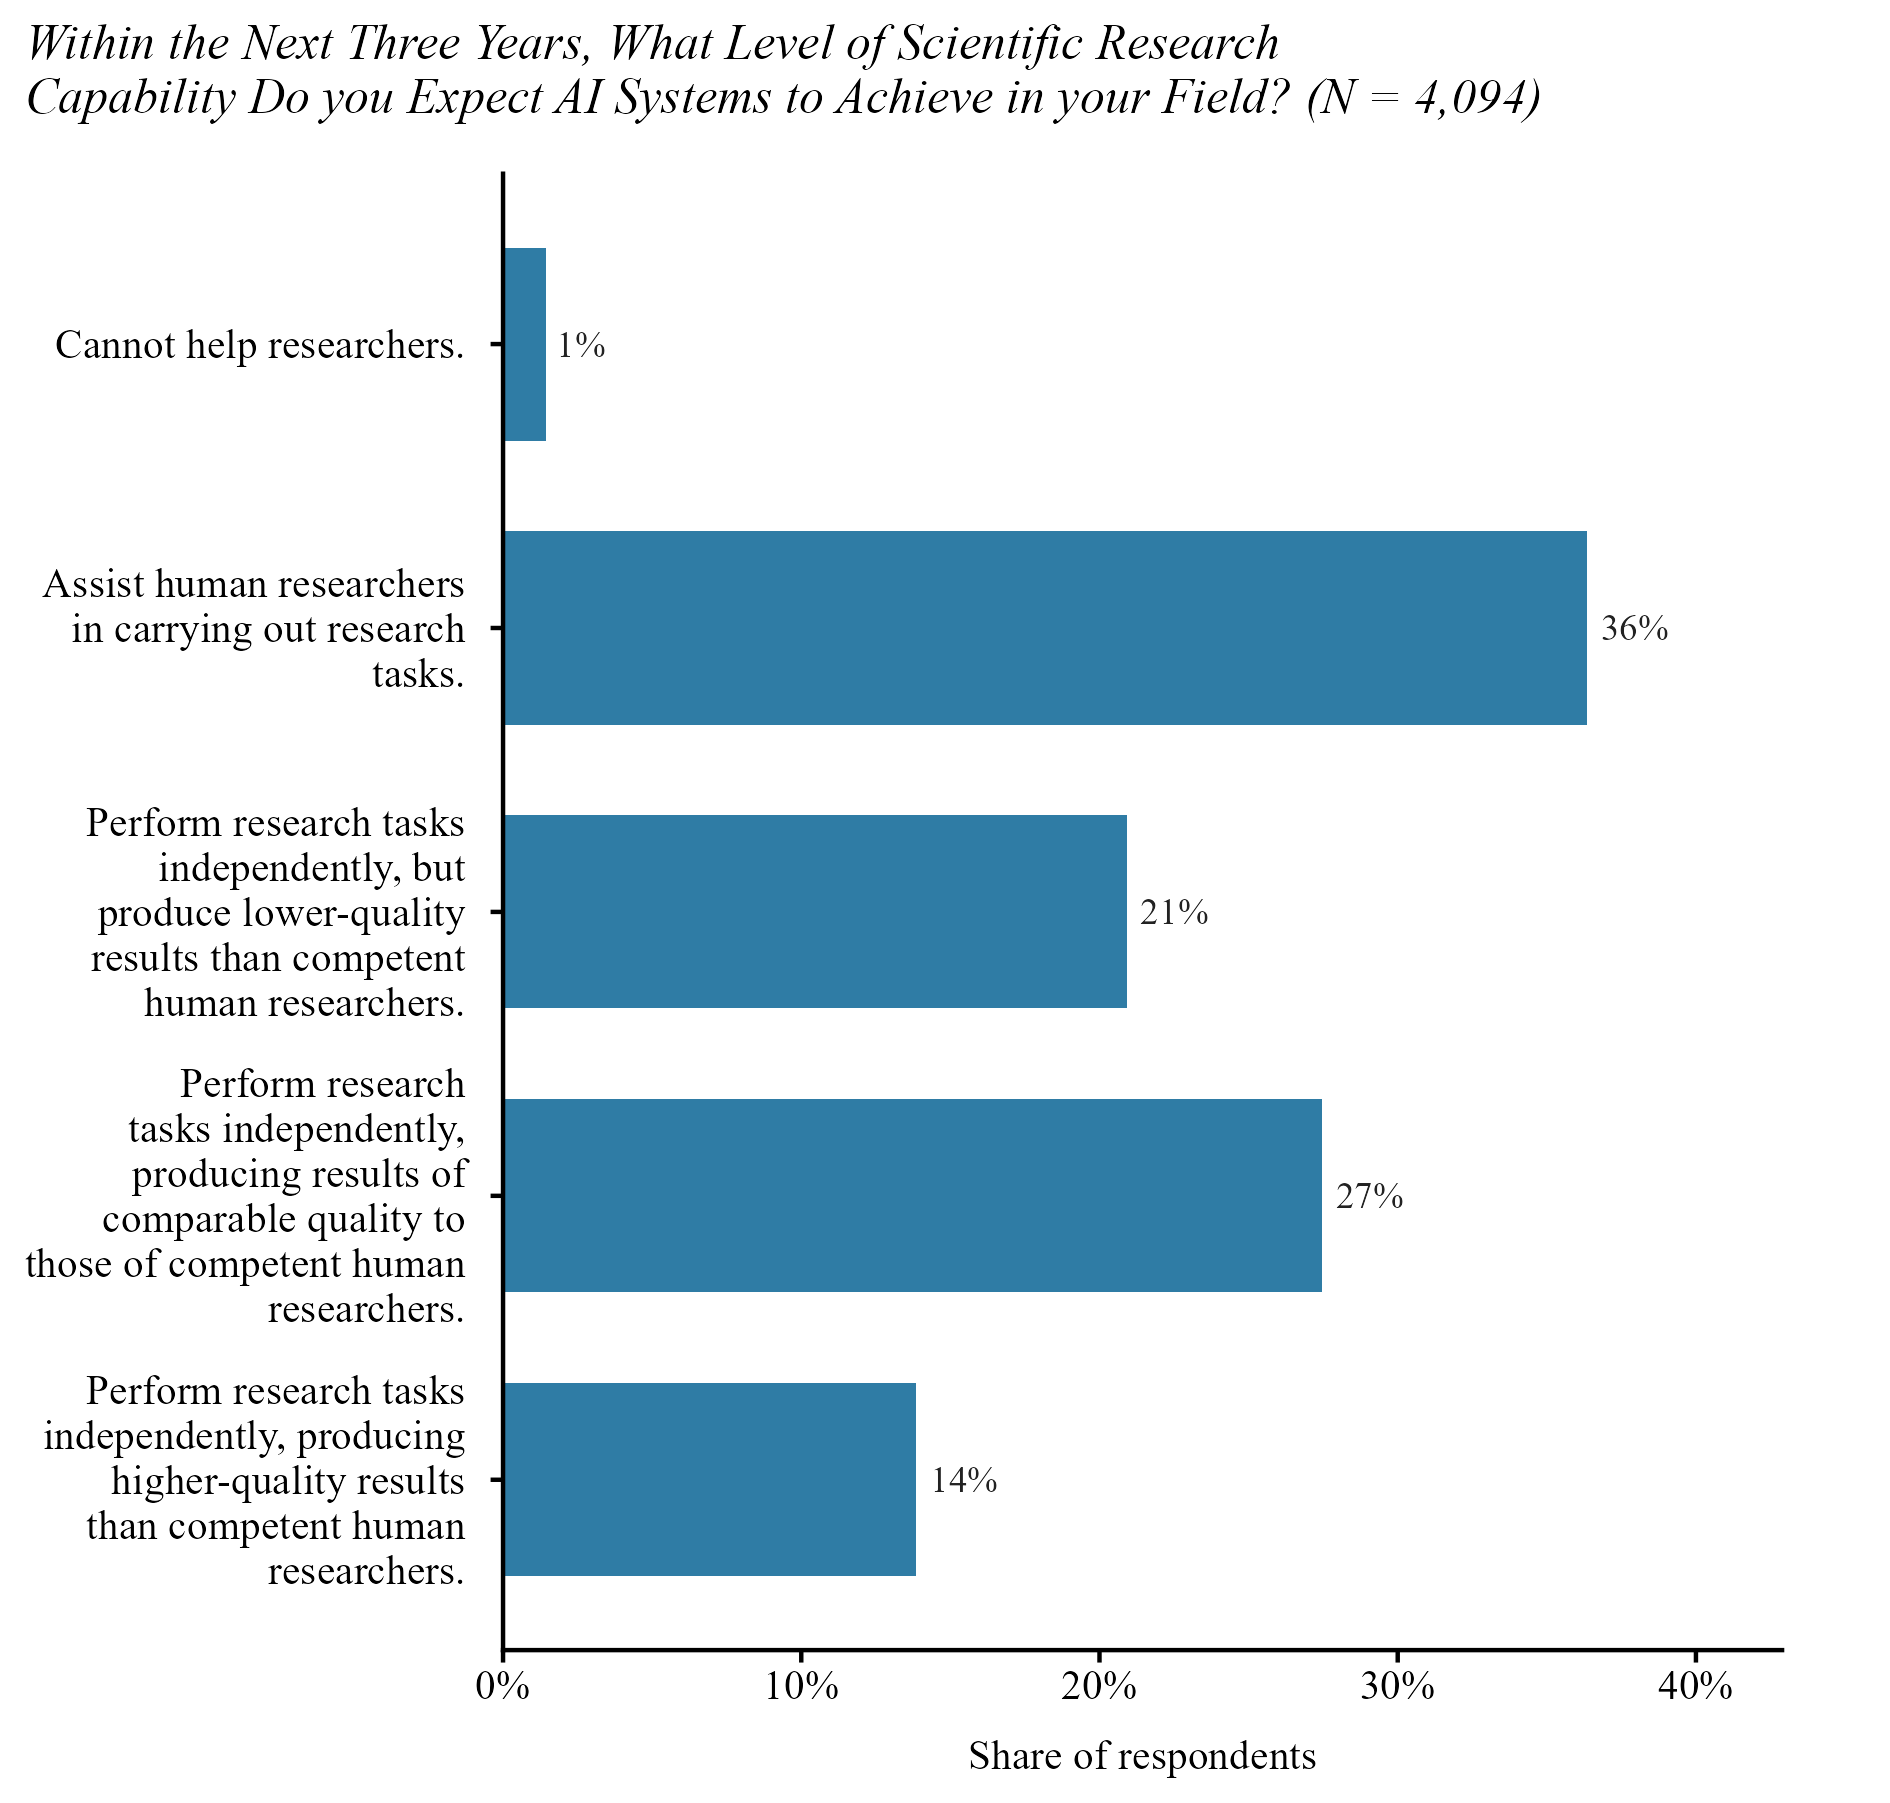 Within the Next Three Years, What Level of Scientific Research
Capability Do you Expect AI Systems to Achieve in your Field? (N = 4,094)
Cannot help researchers.
1%
Assist human researchers
in carrying out research
tasks.
36%
Perform research tasks
independently, but
produce lower-quality
results than competent
human researchers.
21%
Perform research
tasks independently,
producing results of
comparable quality to
those of competent human
researchers.
27%
Perform research tasks
independently, producing
higher-quality results
than competent human
researchers.
14%
0% 10% 20% 30% 40%
Share of respondents